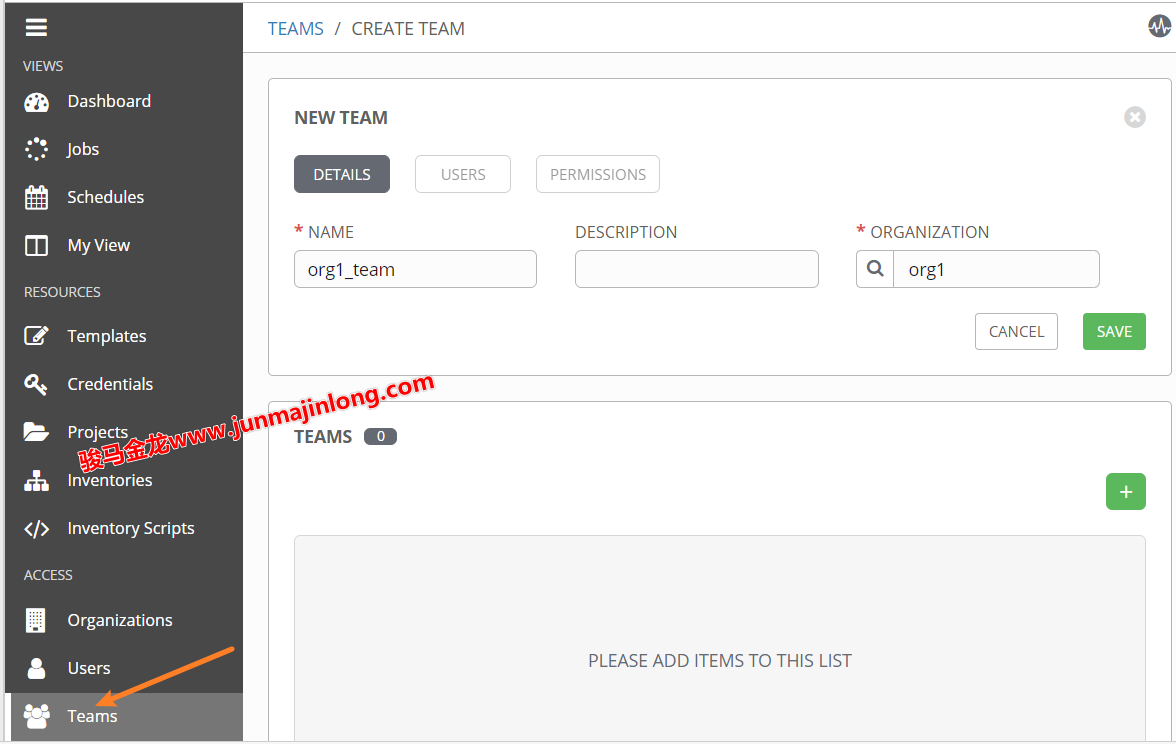 VIEWS
Dashboard
Jobs
Schedules
My View
RESOURCES
Templates
Credentials
Projects
Inventories
Inventory Scripts
ACCESS
Organizations
Users
Teams
TEAMS / CREATE TEAM
NEW TEAM
DETAILS USERS PERMISSIONS
* NAME DESCRIPTION * ORGANIZATION
org1_team org1
CANCEL SAVE
骏马金龙www.junmajinlong.com
TEAMS 0
+
PLEASE ADD ITEMS TO THIS LIST